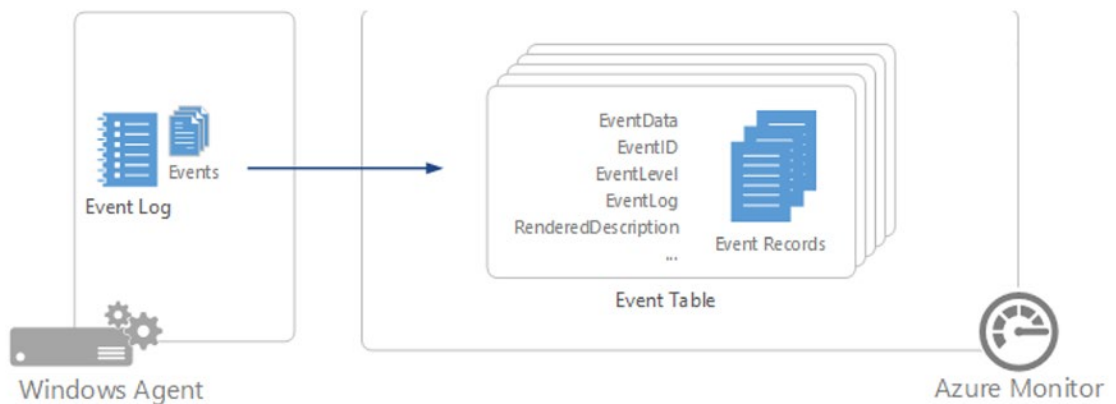 Events
Event Log
Windows Agent
EventData
EventID
EventLevel
EventLog
RenderedDescription
...
Event Records
Event Table
Azure Monitor